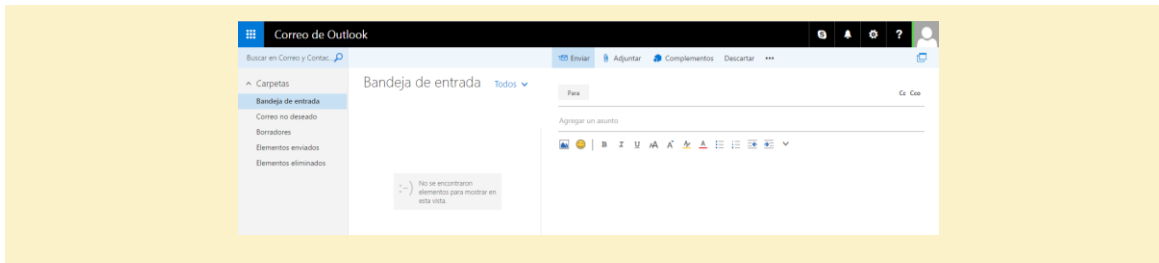 Correo de Outlook
?
Buscar en Correo y Contac...
Enviar Adjuntar Complementos Descartar •••
Carpetas
Bandeja de entrada
Correo no deseado
Borradores
Elementos enviados
Elementos eliminados
Bandeja de entrada Todos
:-)
No se encontraron
elementos para mostrar en
esta vista.
Para
Cc Cco
Agregar un asunto
B I U AA A A A